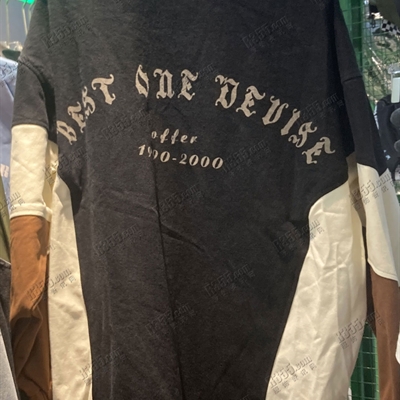 BEST ONE DEVISE
offer
1990-2000